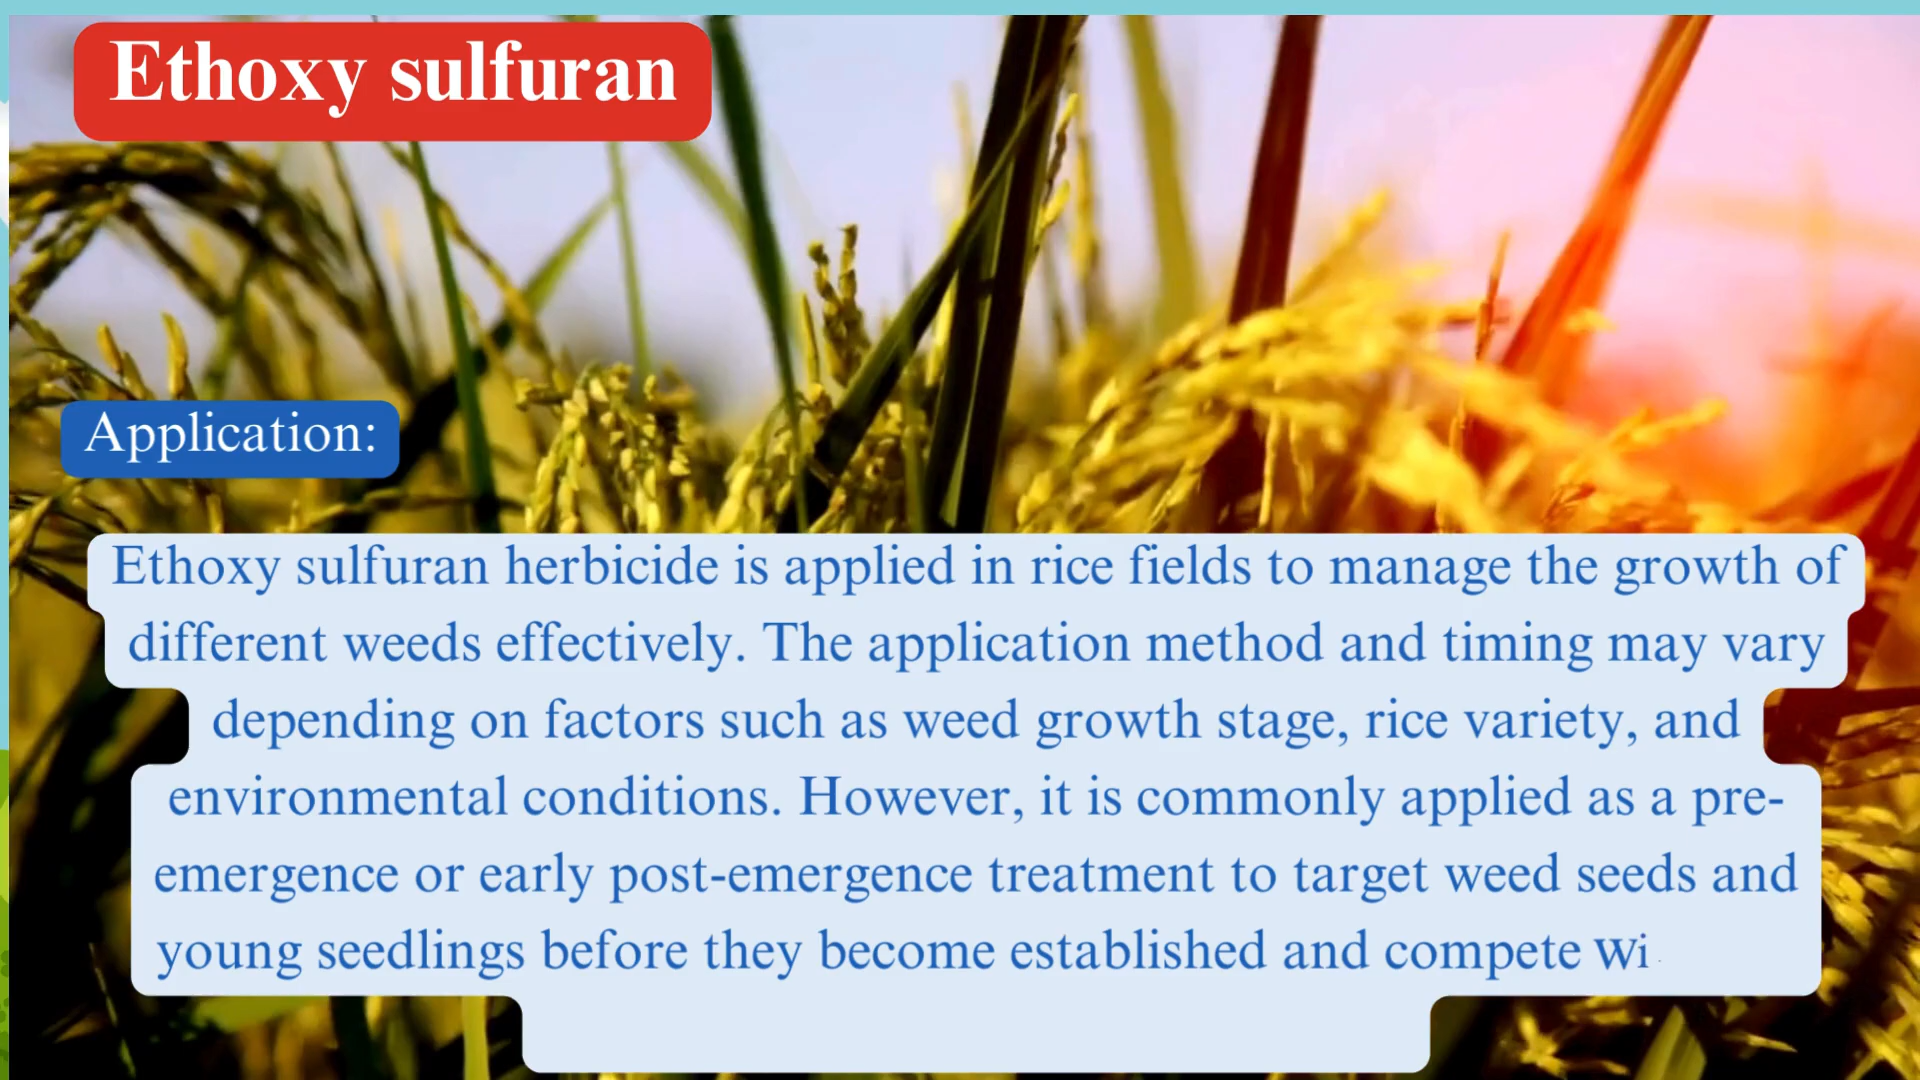 Ethoxy sulfuran
Application:
Ethoxy sulfuran herbicide is applied in rice fields to manage the growth of
different weeds effectively. The application method and timing may vary
depending on factors such as weed growth stage, rice variety, and
environmental conditions. However, it is commonly applied as a pre-
emergence or early post-emergence treatment to target weed seeds and
young seedlings before they become established and compete wi